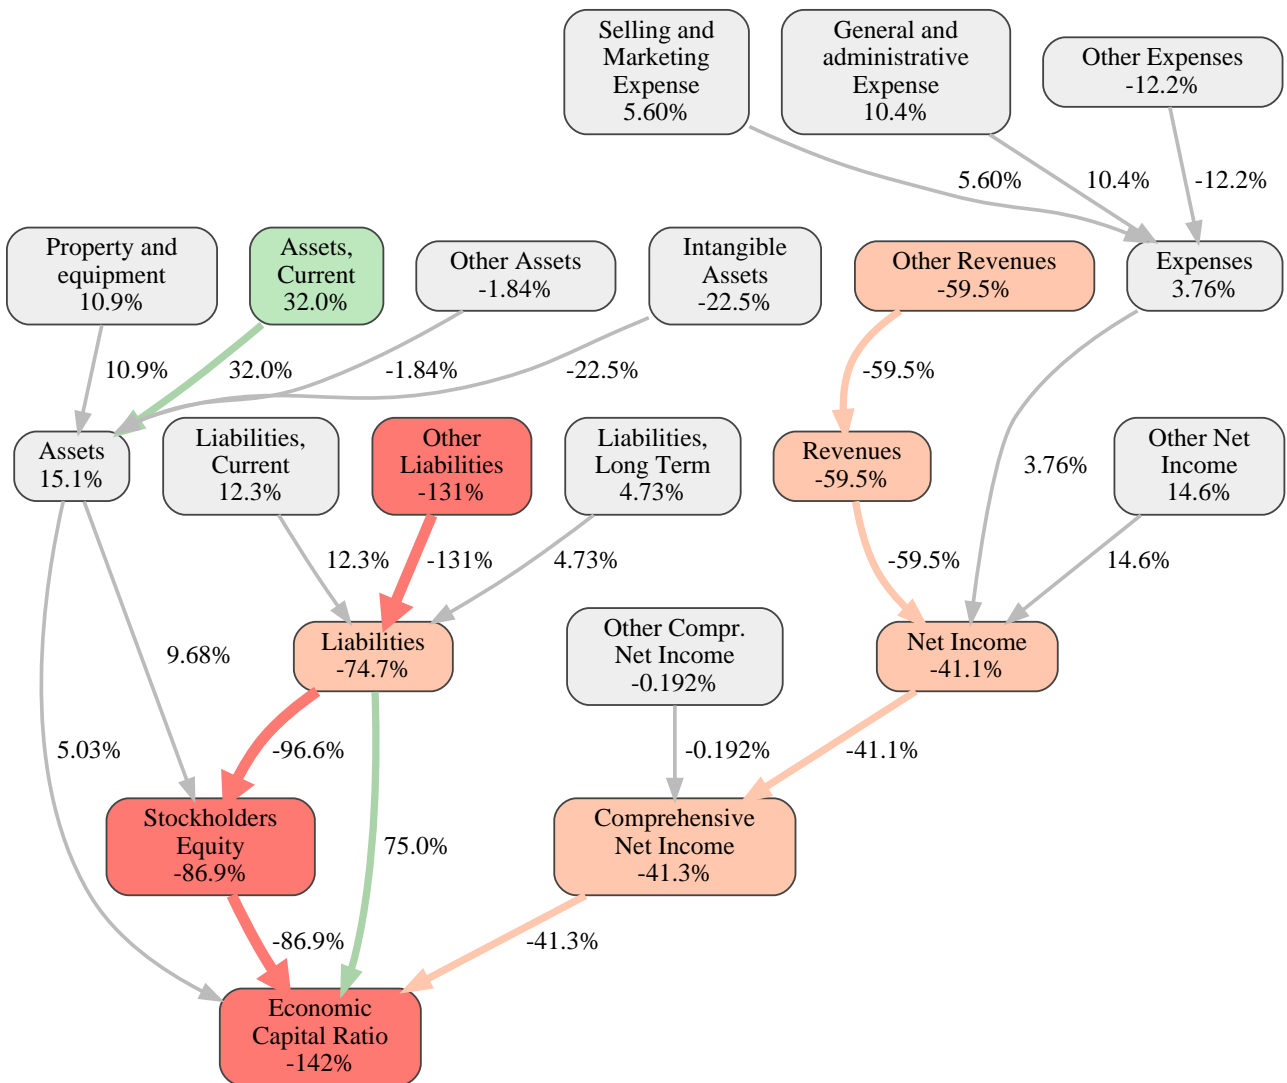 Selling and
Marketing
Expense
5.60%
General and
administrative
Expense
10.4%
Other Expenses
-12.2%
5.60%
10.4%
-12.2%
Property and
equipment
10.9%
Assets,
Current
32.0%
Other Assets
-1.84%
Intangible
Assets
-22.5%
Other Revenues
-59.5%
Expenses
3.76%
10.9%
32.0%
-1.84%
-22.5%
-59.5%
Assets
15.1%
Liabilities,
Current
12.3%
Other
Liabilities
-131%
Liabilities,
Long Term
4.73%
Revenues
-59.5%
3.76%
Other Net
Income
14.6%
12.3%
-131%
4.73%
-59.5%
14.6%
9.68%
Liabilities
-74.7%
Other Compr.
Net Income
-0.192%
Net Income
-41.1%
5.03%
-96.6%
-0.192%
-41.1%
Stockholders
Equity
-86.9%
75.0%
Comprehensive
Net Income
-41.3%
-86.9%
-41.3%
Economic
Capital Ratio
-142%